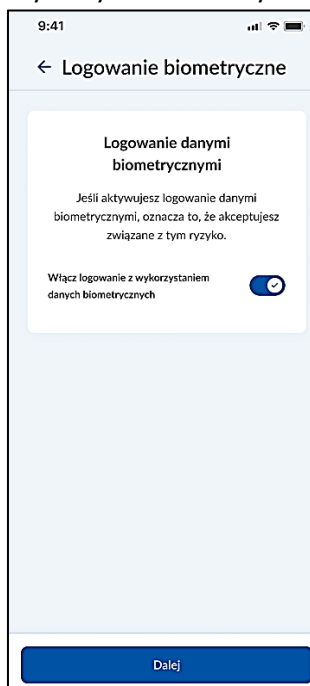 9:41
← Logowanie biometryczne
Logowanie danymi
biometrycznymi
Jeśli aktywujesz logowanie danymi
biometrycznymi, oznacza to, że akceptujesz
związane z tym ryzyko.
Włącz logowanie z wykorzystaniem
danych biometrycznych
Dalej